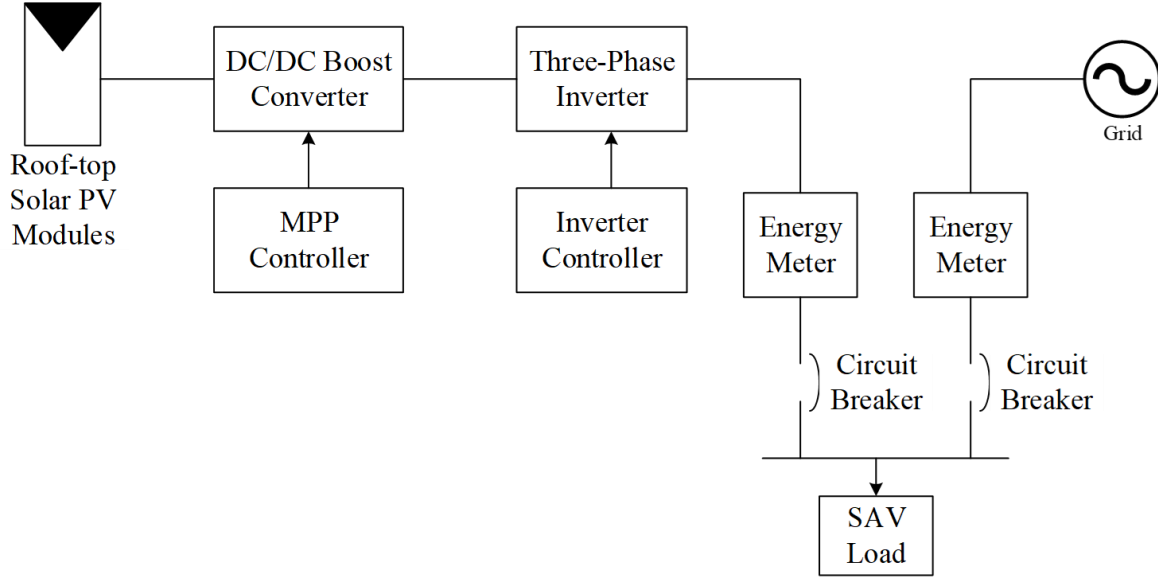 Roof-top
Solar PV
Modules
DC/DC Boost
Converter
MPP
Controller
Three-Phase
Inverter
Inverter
Controller
Energy
Meter
Circuit
Breaker
Grid
Energy
Meter
Circuit
Breaker
SAV
Load